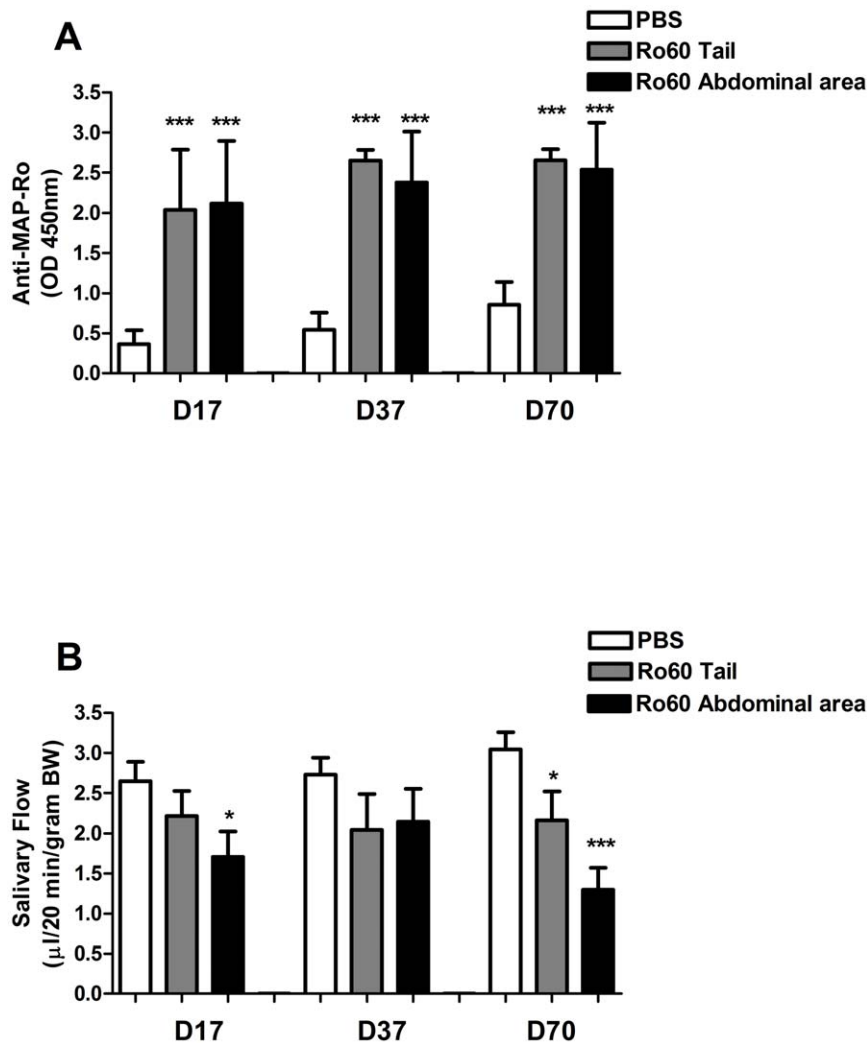 A
PBS
Ro60 Tail
Ro60 Abdominal area
Anti-MAP-Ro
(OD 450nm)
3.5
3.0
2.5
2.0
1.5
1.0
0.5
0.0
*** ***
*** ***
*** ***
D17 D37 D70
B
PBS
Ro60 Tail
Ro60 Abdominal area
Salivary Flow
(μl/20 min/gram BW)
3.5
3.0
2.5
2.0
1.5
1.0
0.5
0.0
*
*
***
D17 D37 D70